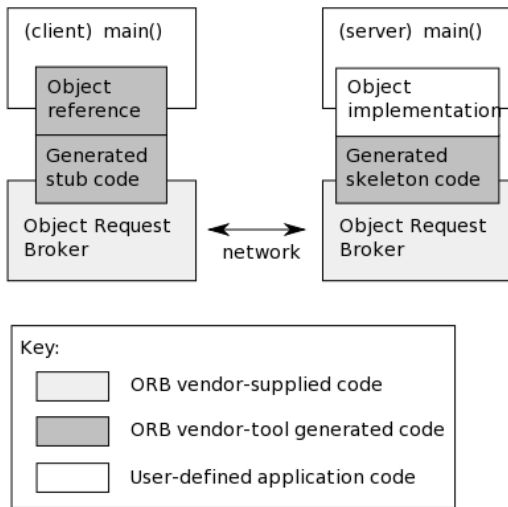 (client) main()
Object
reference
Generated
stub code
Object Request
Broker
network
(server) main()
Object
implementation
Generated
skeleton code
Object Request
Broker
Key:
ORB vendor-supplied code
ORB vendor-tool generated code
User-defined application code